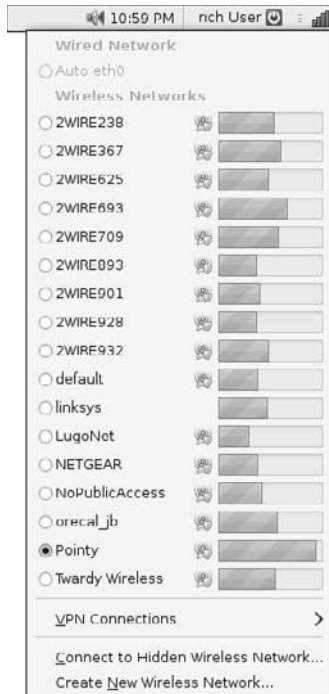 10:59 PM rich User
Wired Network
Auto eth0
Wireless Networks
2WIRE238
2WIRE367
2WIRE625
2WIRE693
2WIRE709
2WIRE893
2WIRE901
2WIRE928
2WIRE932
default
linksys
LugoNet
NETGEAR
NoPublicAccess
orecal_jb
Pointy
Twardy Wireless
VPN Connections
Connect to Hidden Wireless Network...
Create New Wireless Network...